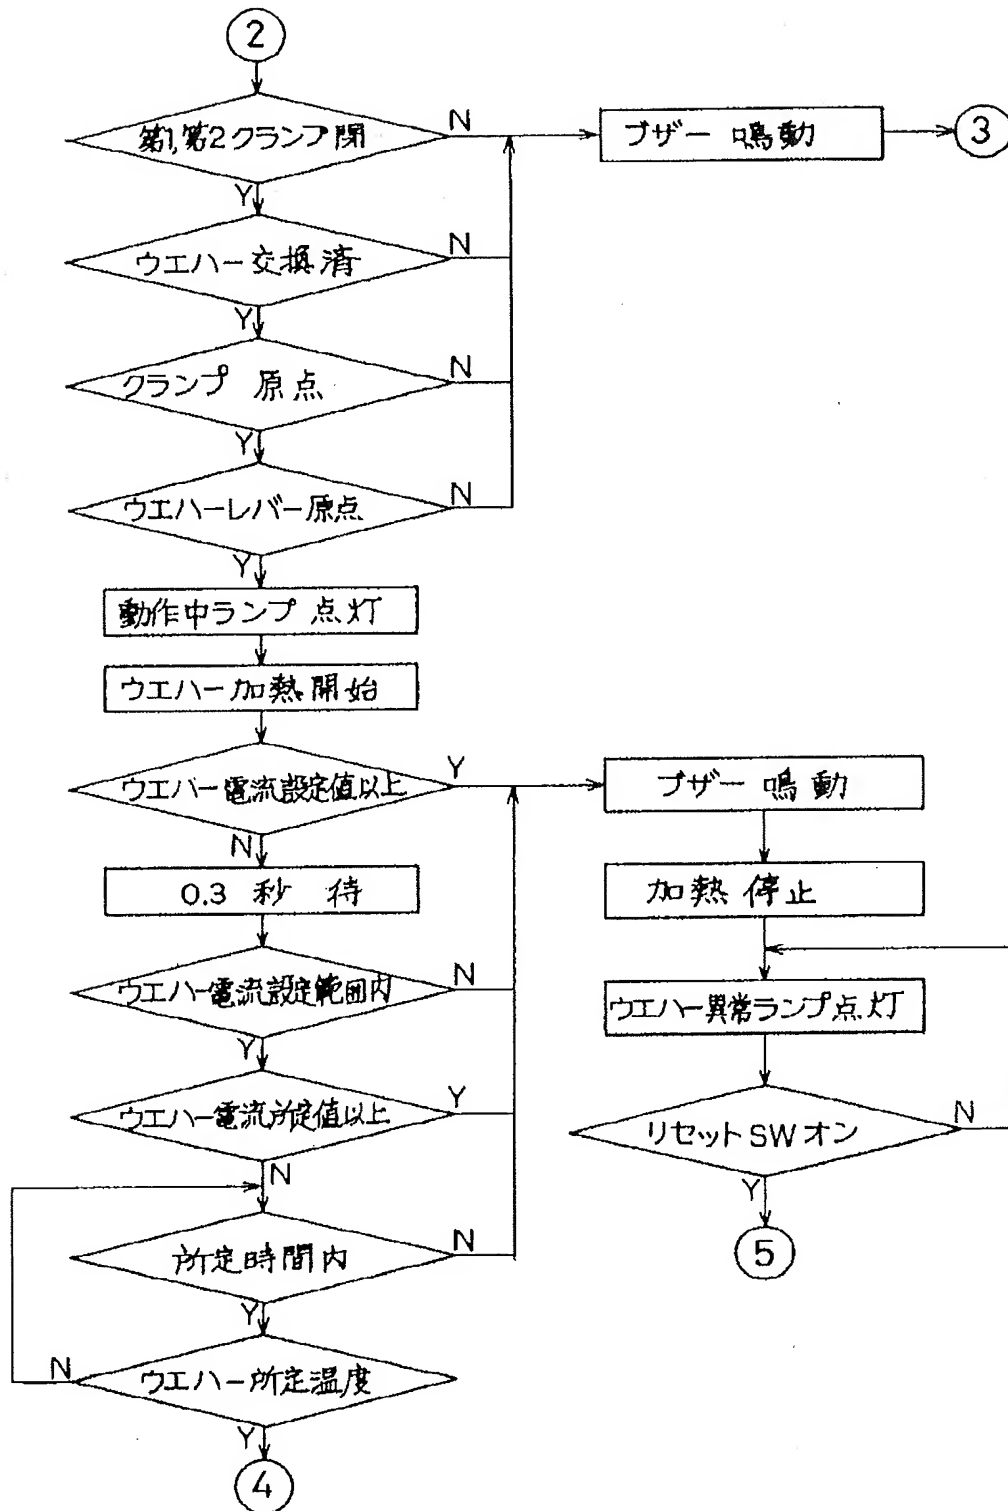 2
第1,第2クランプ閉
N
ブザー 鳴動
3
Y
ウエハー交換済
N
Y
クランプ 原点
N
Y
ウエハーレバー原点
N
Y
動作中ランプ 点灯
ウエハー加熱開始
ウエハー電流設定値以上
Y
ブザー 鳴動
N
0.3 秒 待
加熱停止
ウエハー電流設定範囲内
N
ウエハー異常ランプ点灯
Y
ウエハー電流所定値以上
Y
リセットSWオン
N
N
Y
所定時間内
N
5
Y
ウエハー所定温度
N
Y
4